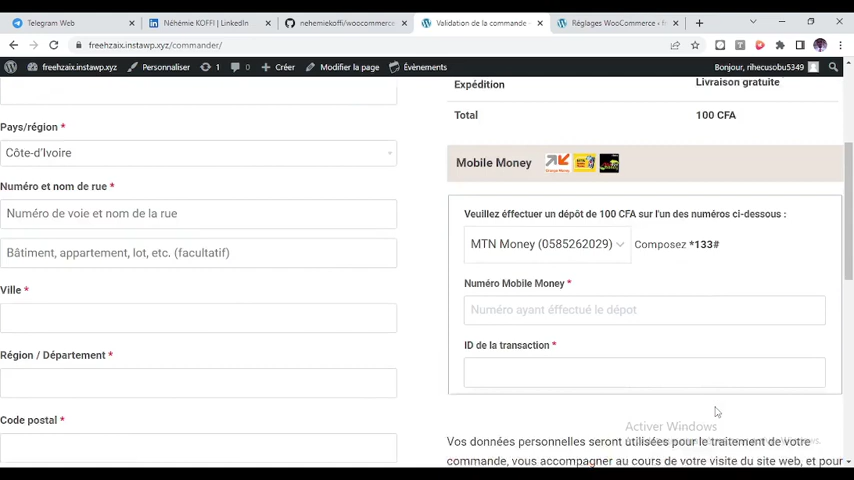 Telegram Web
Néhémie KOFFI | LinkedIn
nehemiekoffi/woocommerce
Validation de la commande –
Réglages WooCommerce ‹ fr
freehzaix.instawp.xyz/commander/
freehzaix.instawp.xyz
Personnaliser
1
0
Créer
Modifier la page
Évènements
Bonjour, rihecusobu5349
Pays/région *
Côte-d'Ivoire
Numéro et nom de rue *
Numéro de voie et nom de la rue
Bâtiment, appartement, lot, etc. (facultatif)
Ville *
Région / Département *
Code postal *
Expédition
Livraison gratuite
Total
100 CFA
Mobile Money
Veuillez éffectuer un dépôt de 100 CFA sur l'un des numéros ci-dessous :
MTN Money (0585262029)
Composez *133#
Numéro Mobile Money *
Numéro ayant éffectué le dépot
ID de la transaction *
Activer Windows
Vos données personnelles seront utilisées pour le traitement de votre
commande, vous accompagner au cours de votre visite du site web, et pour